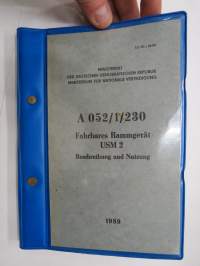 MINISTERRAT
DER DEUTSCHEN DEMOKRATISCHEN REPUBLIK
MINISTERIUM FÜR NATIONALE VERTEIDIGUNG
A 052/1/230
Fahrbares Rammgerät
USM 2
Beschreibung und Nutzung
1989